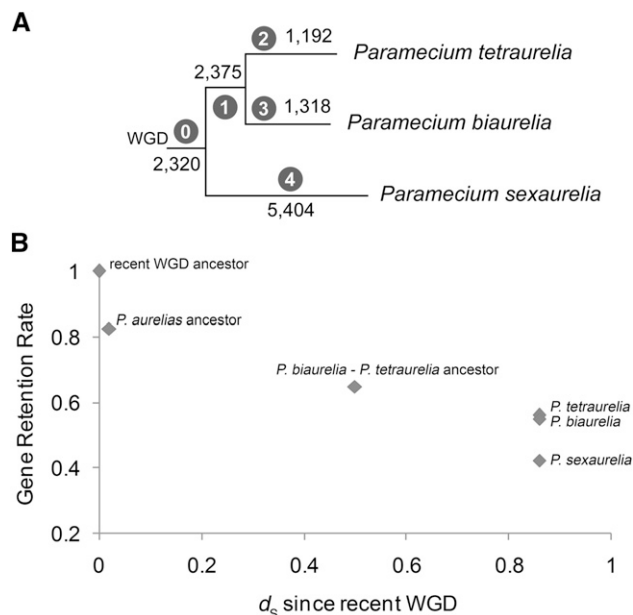 A
2 1,192
Paramecium tetraurelia
2,375
0
1
3 1,318
Paramecium biaurelia
WGD
2,320
4
Paramecium sexaurelia
5,404
B
recent WGD ancestor
1
P. aurelias ancestor
0.8
P. biaurelia - P. tetraurelia ancestor
0.6
P. tetraurelia
P. biaurelia
P. sexaurelia
0.4
0.2
Gene Retention Rate
0 0.2 0.4 0.6 0.8 1
ds since recent WGD